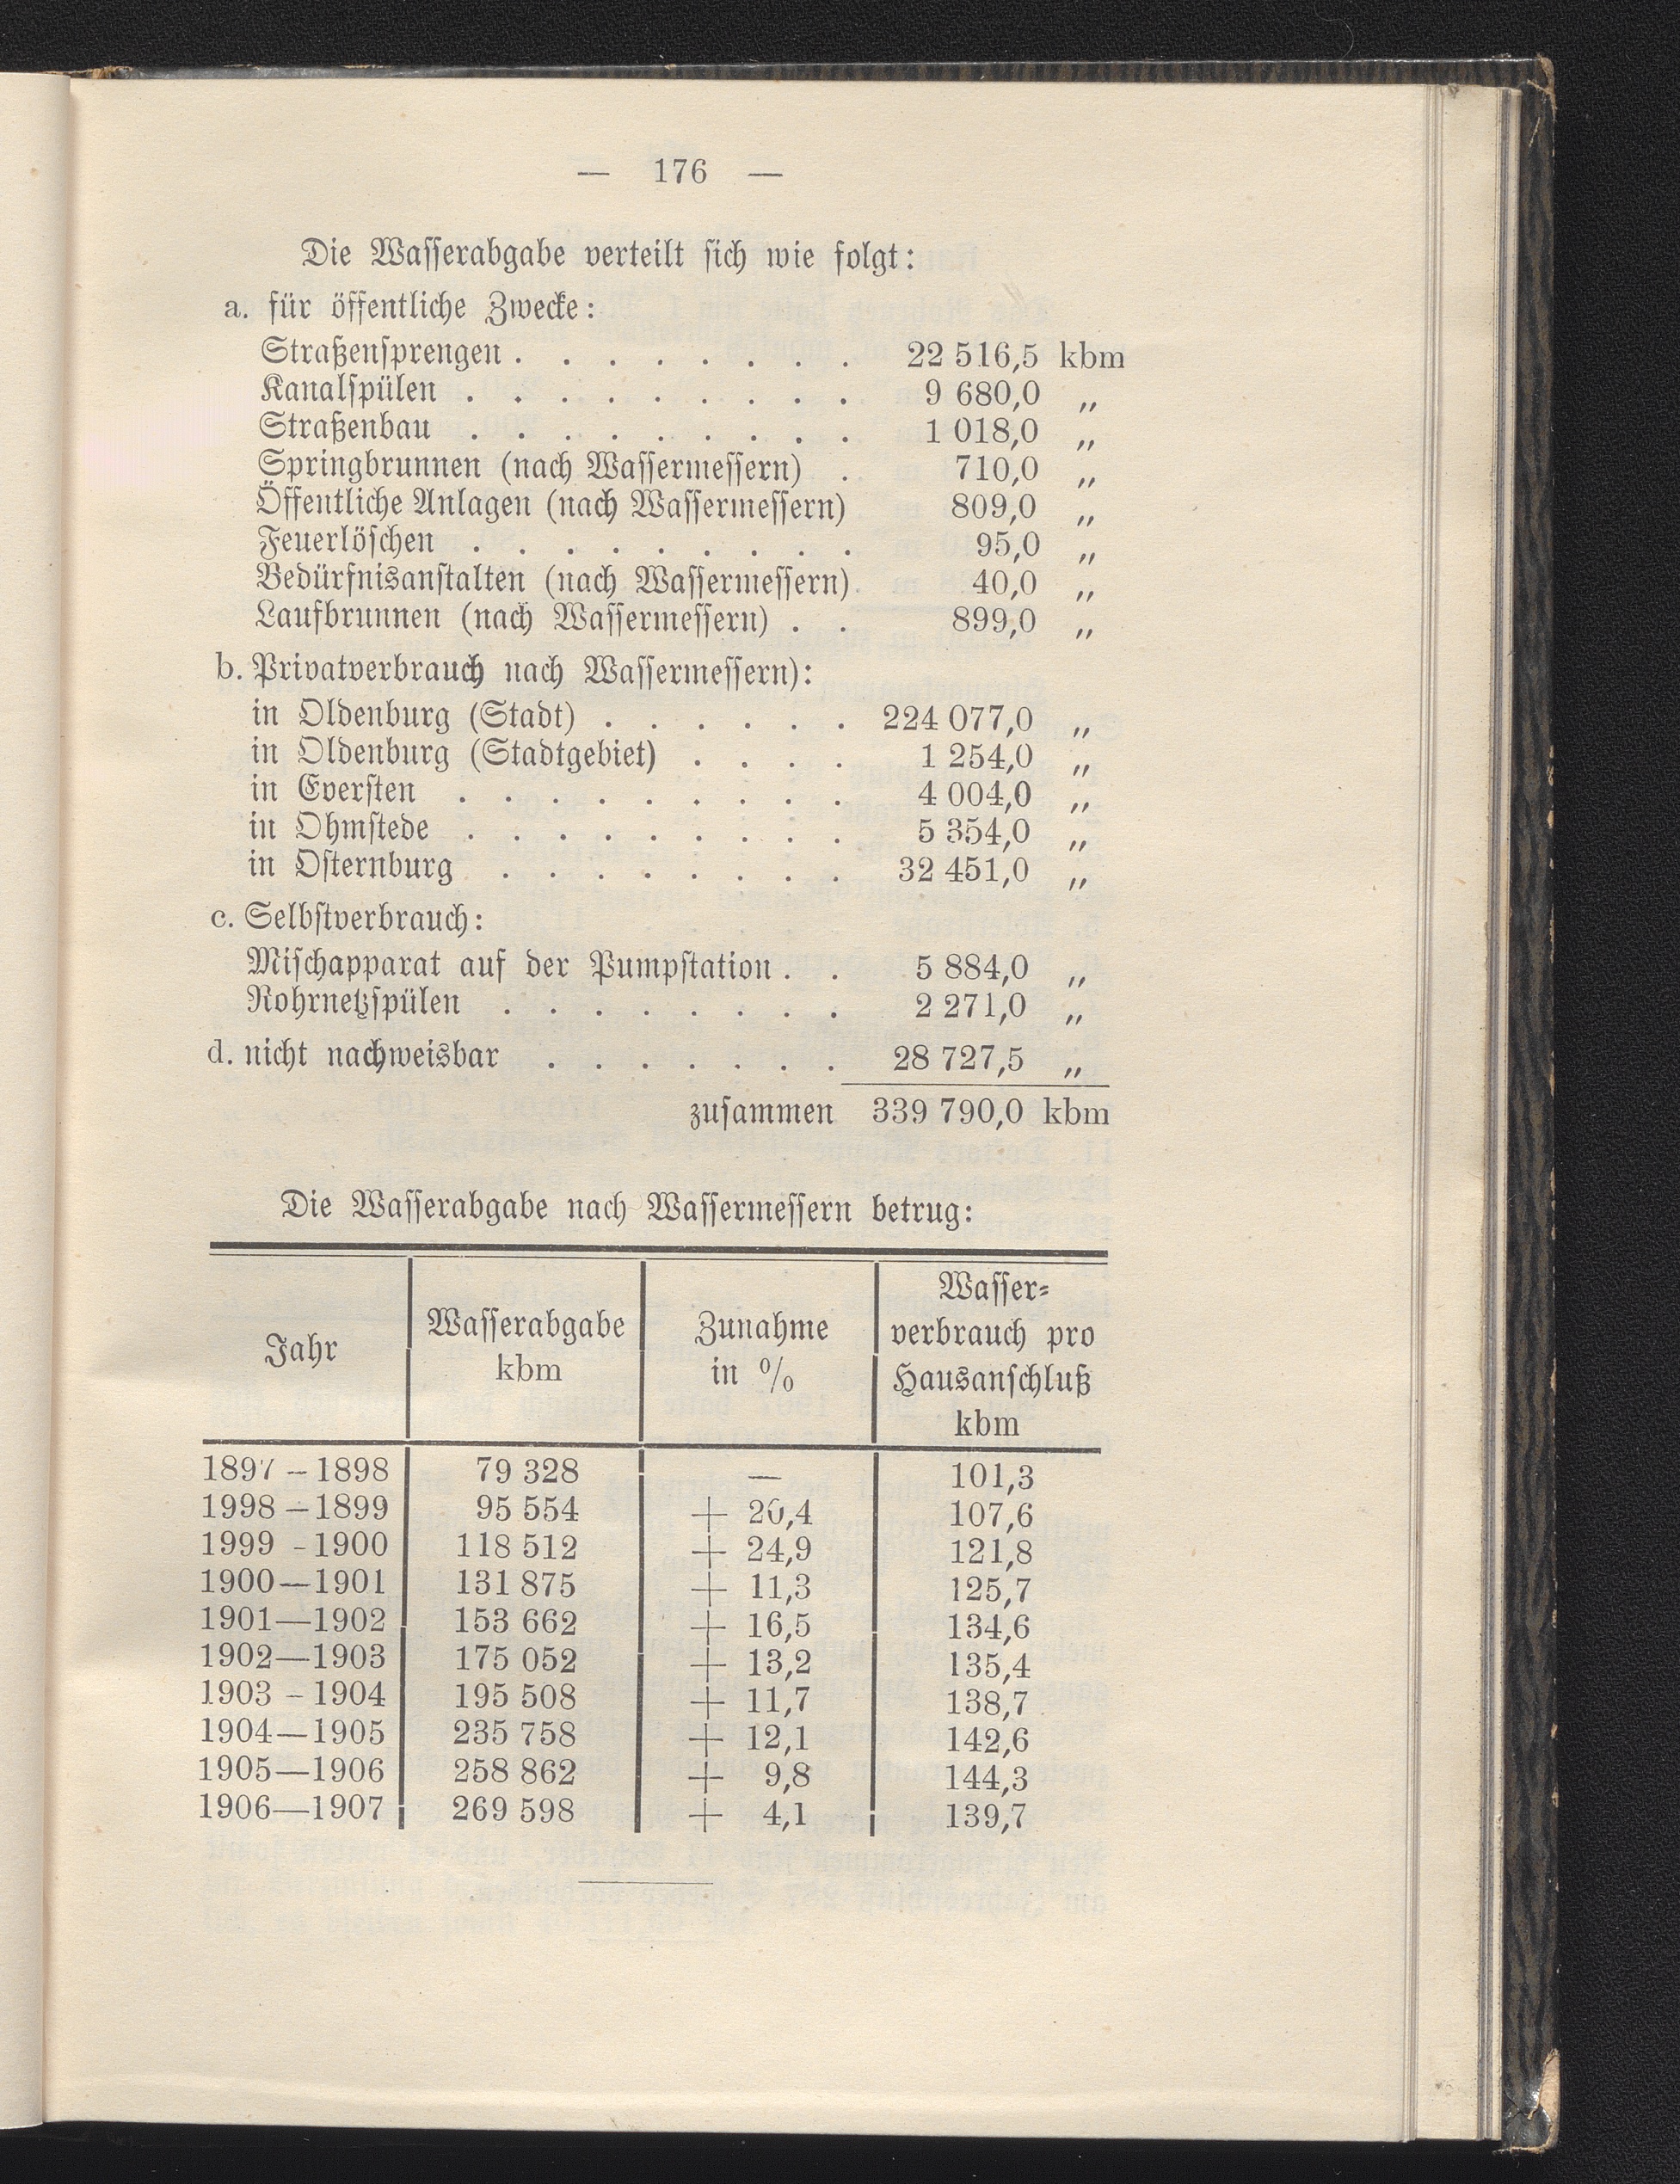 — 176 —
Die Wasserabgabe verteilt sich wie folgt:
a. für öffentliche Zwecke:
Straßensprengen . . . . . . . . 22 516,5 kbm
Kanalspülen . . . . . . . . . 9 680,0 „
Straßenbau . . . . . . . . . 1 018,0 „
Springbrunnen (nach Wassermessern) . 710,0 „
Öffentliche Anlagen (nach Wassermessern) 809,0 „
Feuerlöschen . . . . . . . . . 95,0 „
Bedürfnisanstalten (nach Wassermessern) 40,0 „
Laufbrunnen (nach Wassermessern) . . 899,0 „
b. Privatverbrauch nach Wassermessern):
in Oldenburg (Stadt) . . . . . . 224 077,0 „
in Oldenburg (Stadtgebiet) . . . . 1 254,0 „
in Eversten . . . . . . . . . 4 004,0 „
in Ohmstede . . . . . . . . . 5 354,0 „
in Osternburg . . . . . . . . 32 451,0 „
c. Selbstverbrauch:
Mischapparat auf der Pumpstation . . 5 884,0 „
Rohrnetzspülen . . . . . . . . 2 271,0 „
d. nicht nachweisbar . . . . . . . 28 727,5 „
zusammen 339 790,0 kbm
Die Wasserabgabe nach Wassermessern betrug:
Jahr Wasserabgabe kbm Zunahme in % Wasser-
verbrauch pro
Hausanschluß
kbm
1897 – 1898 79 328 — 101,3
1998 – 1899 95 554 + 20,4 107,6
1999 - 1900 118 512 + 24,9 121,8
1900—1901 131 875 + 11,3 125,7
1901—1902 153 662 + 16,5 134,6
1902—1903 175 052 + 13,2 135,4
1903 - 1904 195 508 + 11,7 138,7
1904—1905 235 758 + 12,1 142,6
1905—1906 258 862 + 9,8 144,3
1906—1907 269 598 + 4,1 139,7